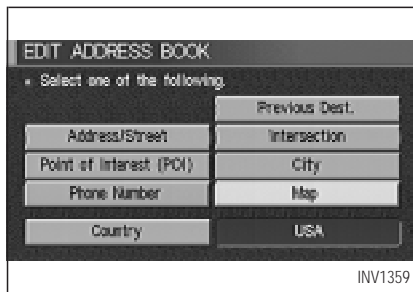 EDIT ADDRESS BOOK
Select one of the following.
Previous Dest.
Address/Street Intersection
Point of Interest (POI) City
Phone Number Map
Country USA
INV1359